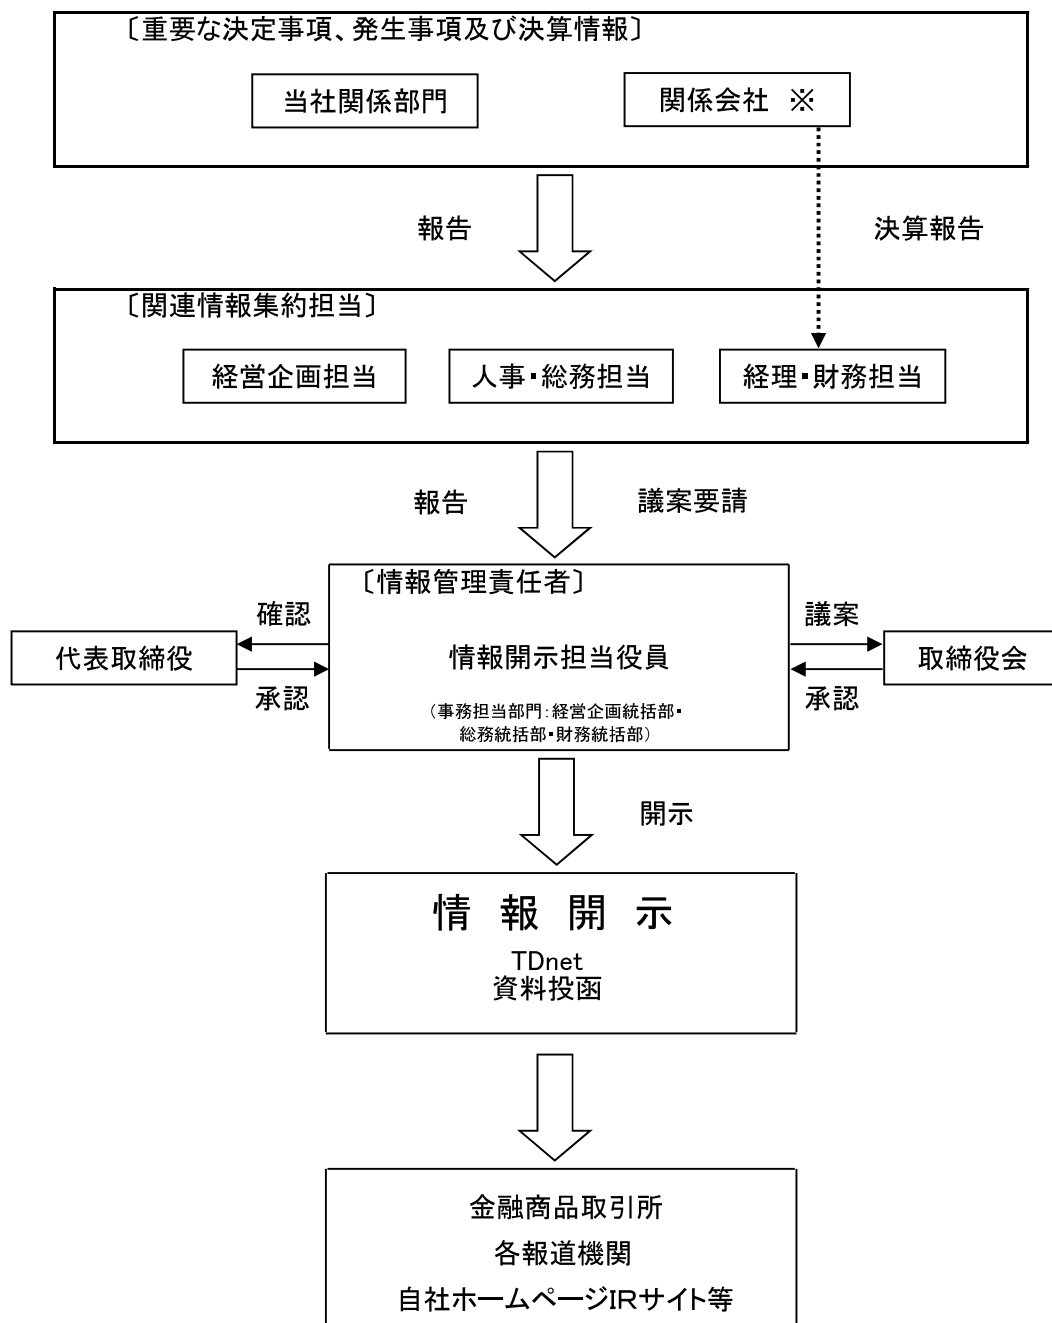 〔重要な決定事項、発生事項及び決算情報〕
当社関係部門
関係会社 ※
報告
決算報告
〔関連情報集約担当〕
経営企画担当
人事・総務担当
経理・財務担当
報告
議案要請
〔情報管理責任者〕
確認
議案
代表取締役
情報開示担当役員
取締役会
承認
承認
（事務担当部門：経営企画統括部・
総務統括部・財務統括部）
開示
情 報 開 示
TDnet
資料投函
金融商品取引所
各報道機関
自社ホームページIRサイト等